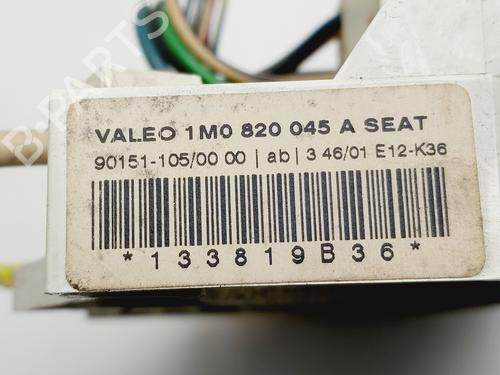 VALEO 1M0 820 045 A SEAT
90151-105/00 00 | ab | 3 46/01 E12-K36
*133819B36*
B-PARTS